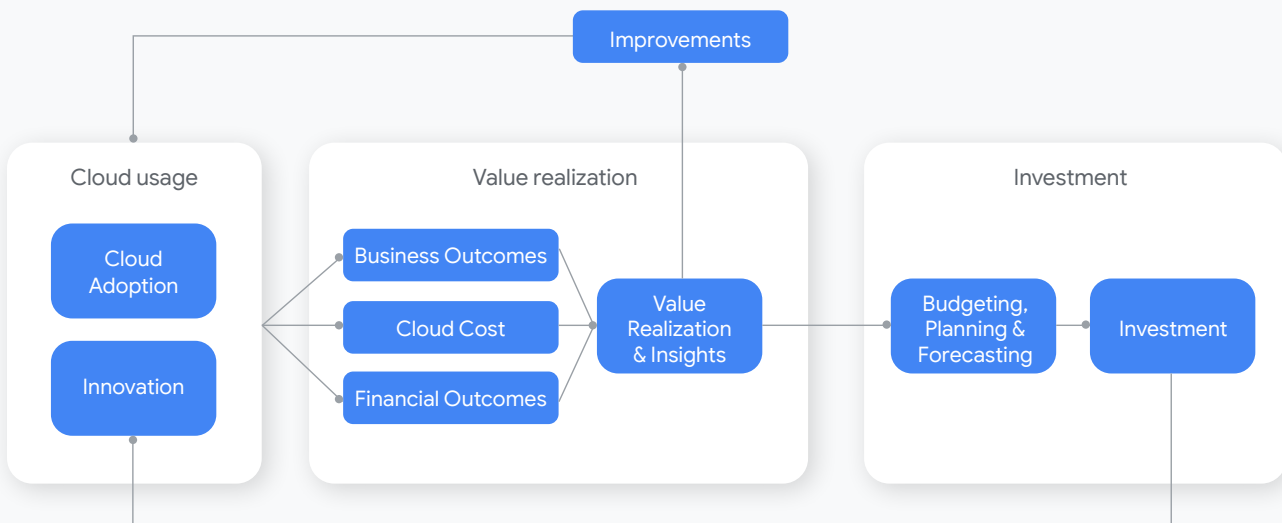 Improvements
Cloud usage
Cloud
Adoption
Innovation
Value realization
Business Outcomes
Cloud Cost
Financial Outcomes
Value
Realization
& Insights
Investment
Budgeting,
Planning &
Forecasting
Investment